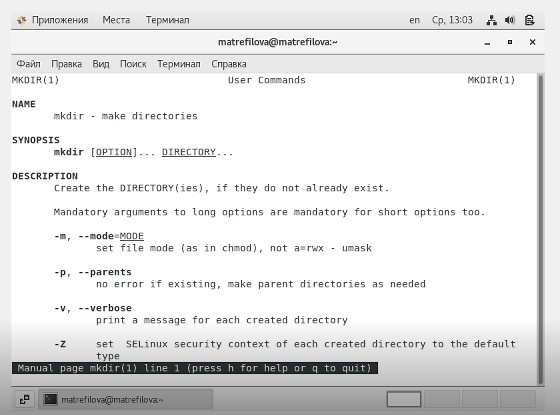 Приложения Места Терминал en Ср, 13:03
matrefilova@matrefilova:~
Файл Правка Вид Поиск Терминал Справка
MKDIR(1) User Commands MKDIR(1)
NAME
mkdir - make directories
SYNOPSIS
mkdir [OPTION]... DIRECTORY...
DESCRIPTION
Create the DIRECTORY(ies), if they do not already exist.
Mandatory arguments to long options are mandatory for short options too.
-m, --mode=MODE
set file mode (as in chmod), not a=rwx - umask
-p, --parents
no error if existing, make parent directories as needed
-v, --verbose
print a message for each created directory
-Z set SELinux security context of each created directory to the default
type
Manual page mkdir(1) line 1 (press h for help or q to quit)
matrefilova@matrefilova:~